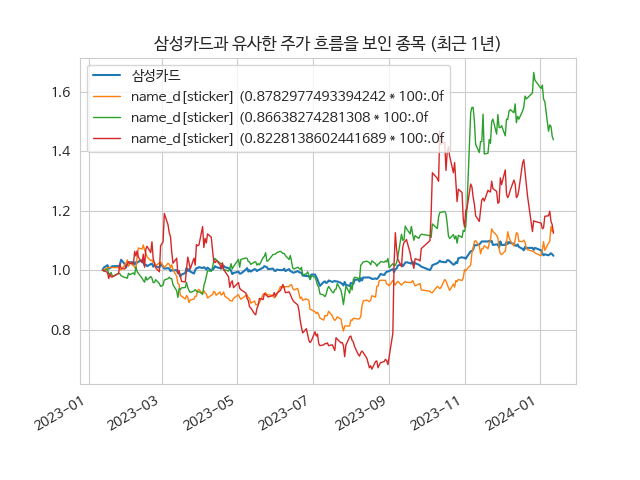 삼성카드과 유사한 주가 흐름을 보인 종목 (최근 1년)
삼성카드
name_d[sticker] (0.8782977493394242 * 100:.0f
name_d[sticker] (0.86638274281308 * 100:.0f
name_d[sticker] (0.8228138602441689 * 100:.0f
1.6
1.4
1.2
1.0
0.8
2023-01
2023-03
2023-05
2023-07
2023-09
2023-11
2024-01